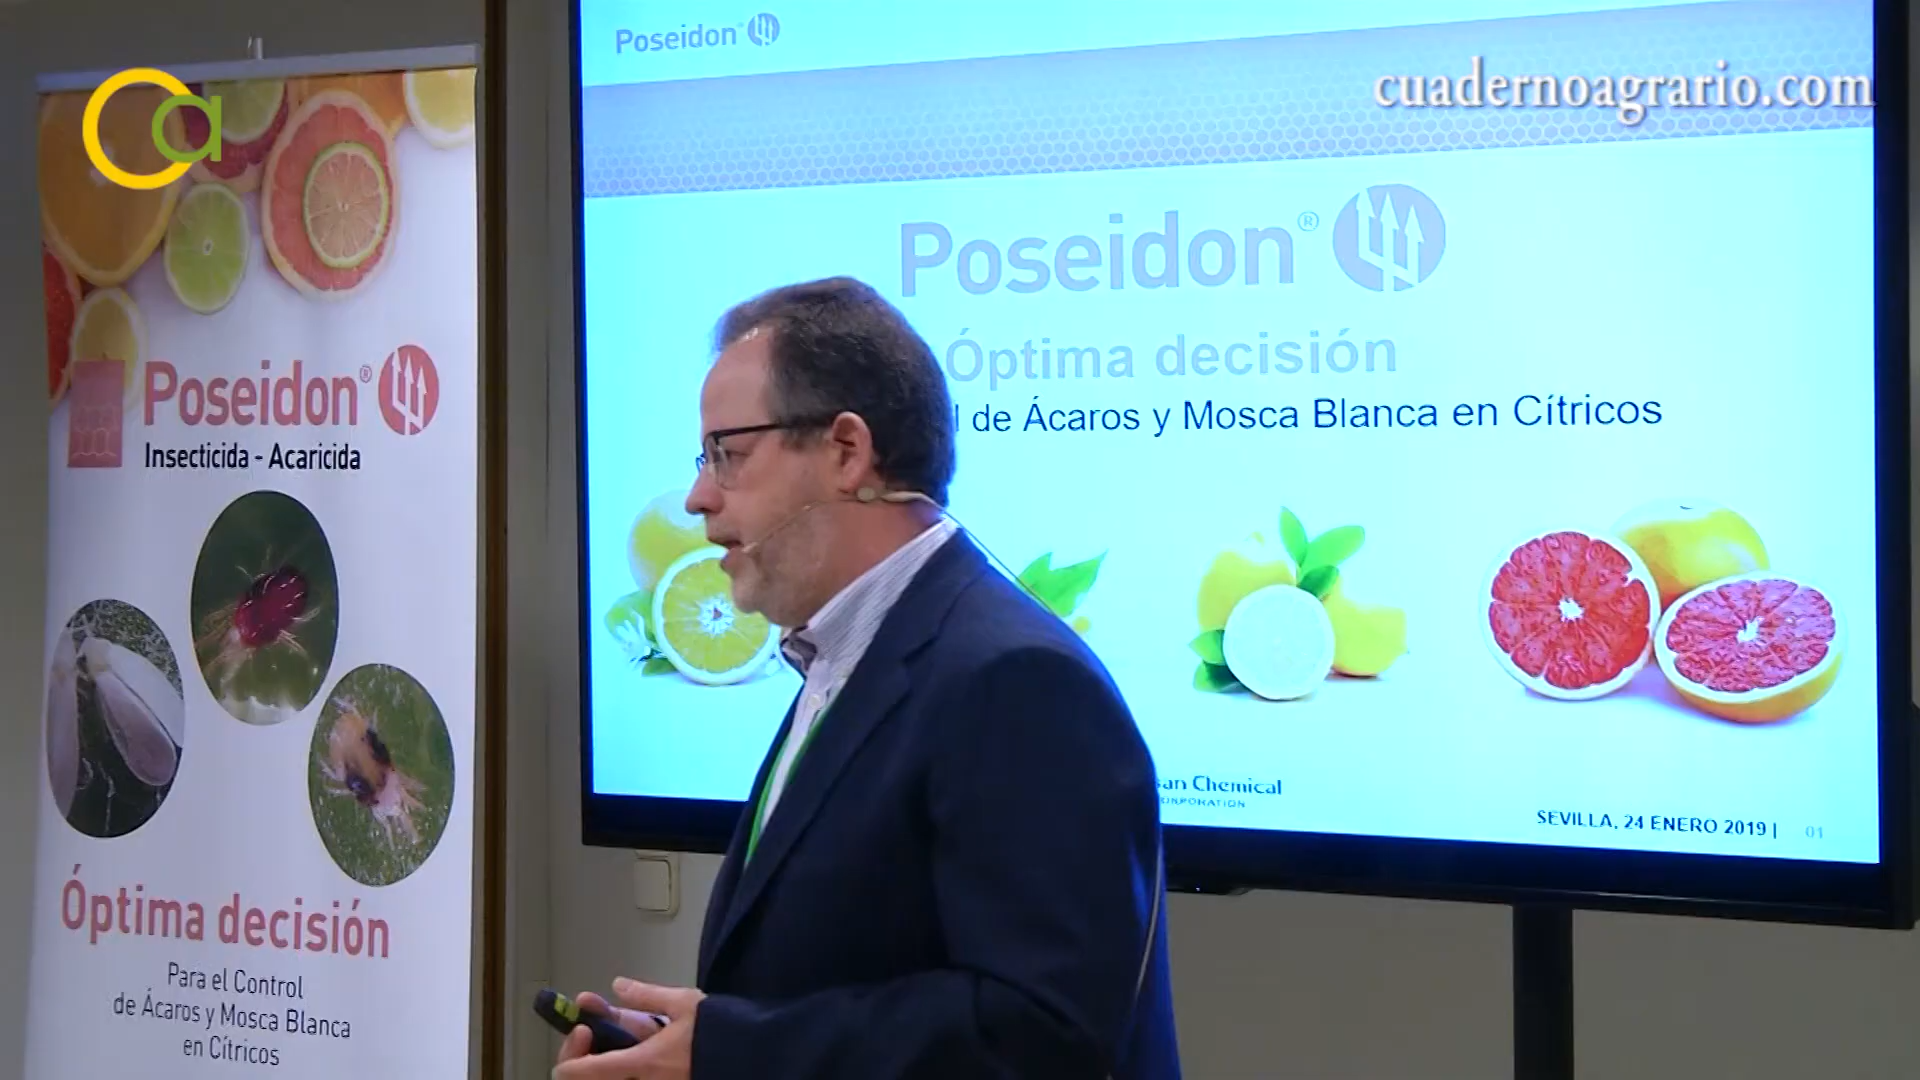 Ca
Poseidon®
Insecticida - Acaricida
Óptima decisión
Para el Control
de Ácaros y Mosca Blanca
en Cítricos
Poseidon
cuadernoagrario.com
Poseidon®
Óptima decisión
de Ácaros y Mosca Blanca en Cítricos
Chemical
SEVILLA, 24 ENERO 2019 | 01